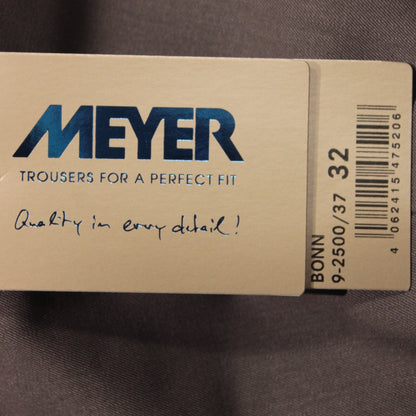 MEYER
TROUSERS FOR A PERFECT FIT
Quality in every detail!
BONN
9-2500/37 32
4 062415 475206